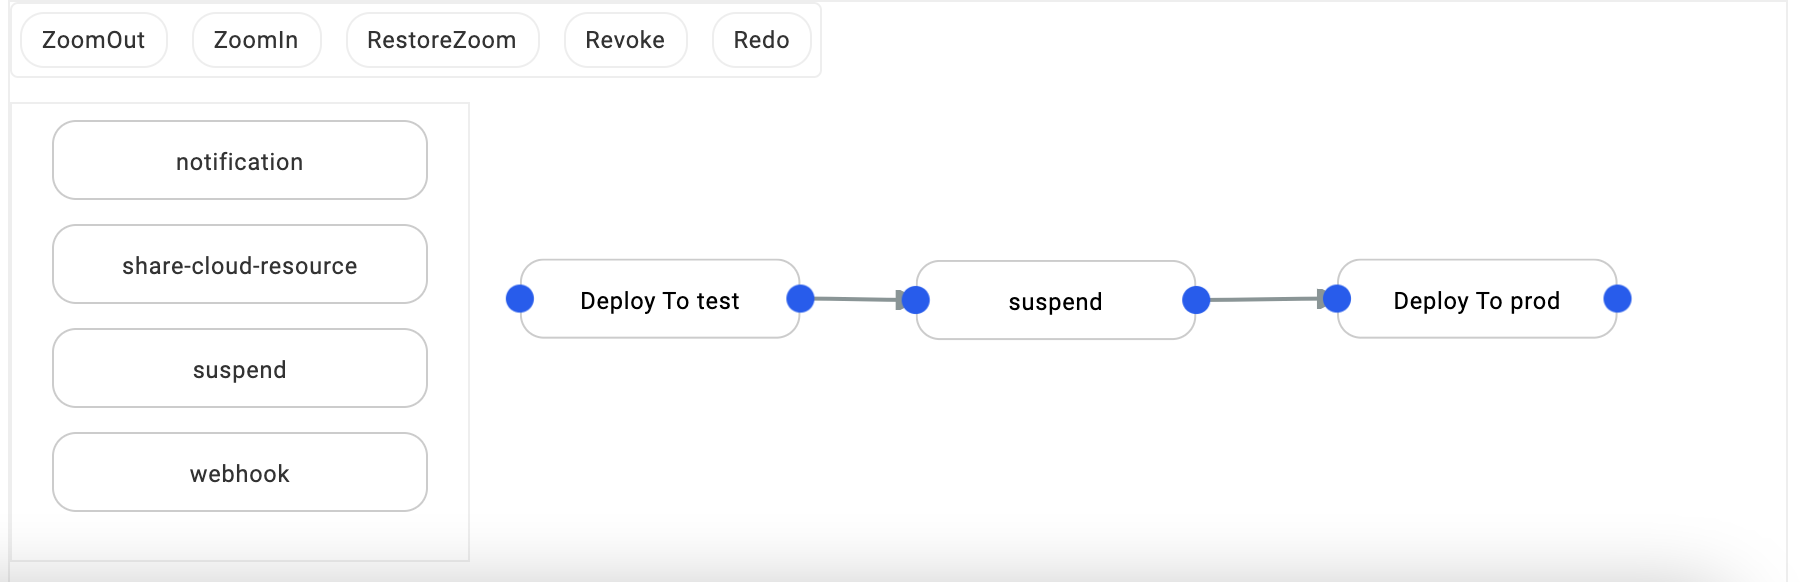 ZoomOut ZoomIn RestoreZoom Revoke Redo
notification
share-cloud-resource
suspend
webhook
Deploy To test suspend Deploy To prod